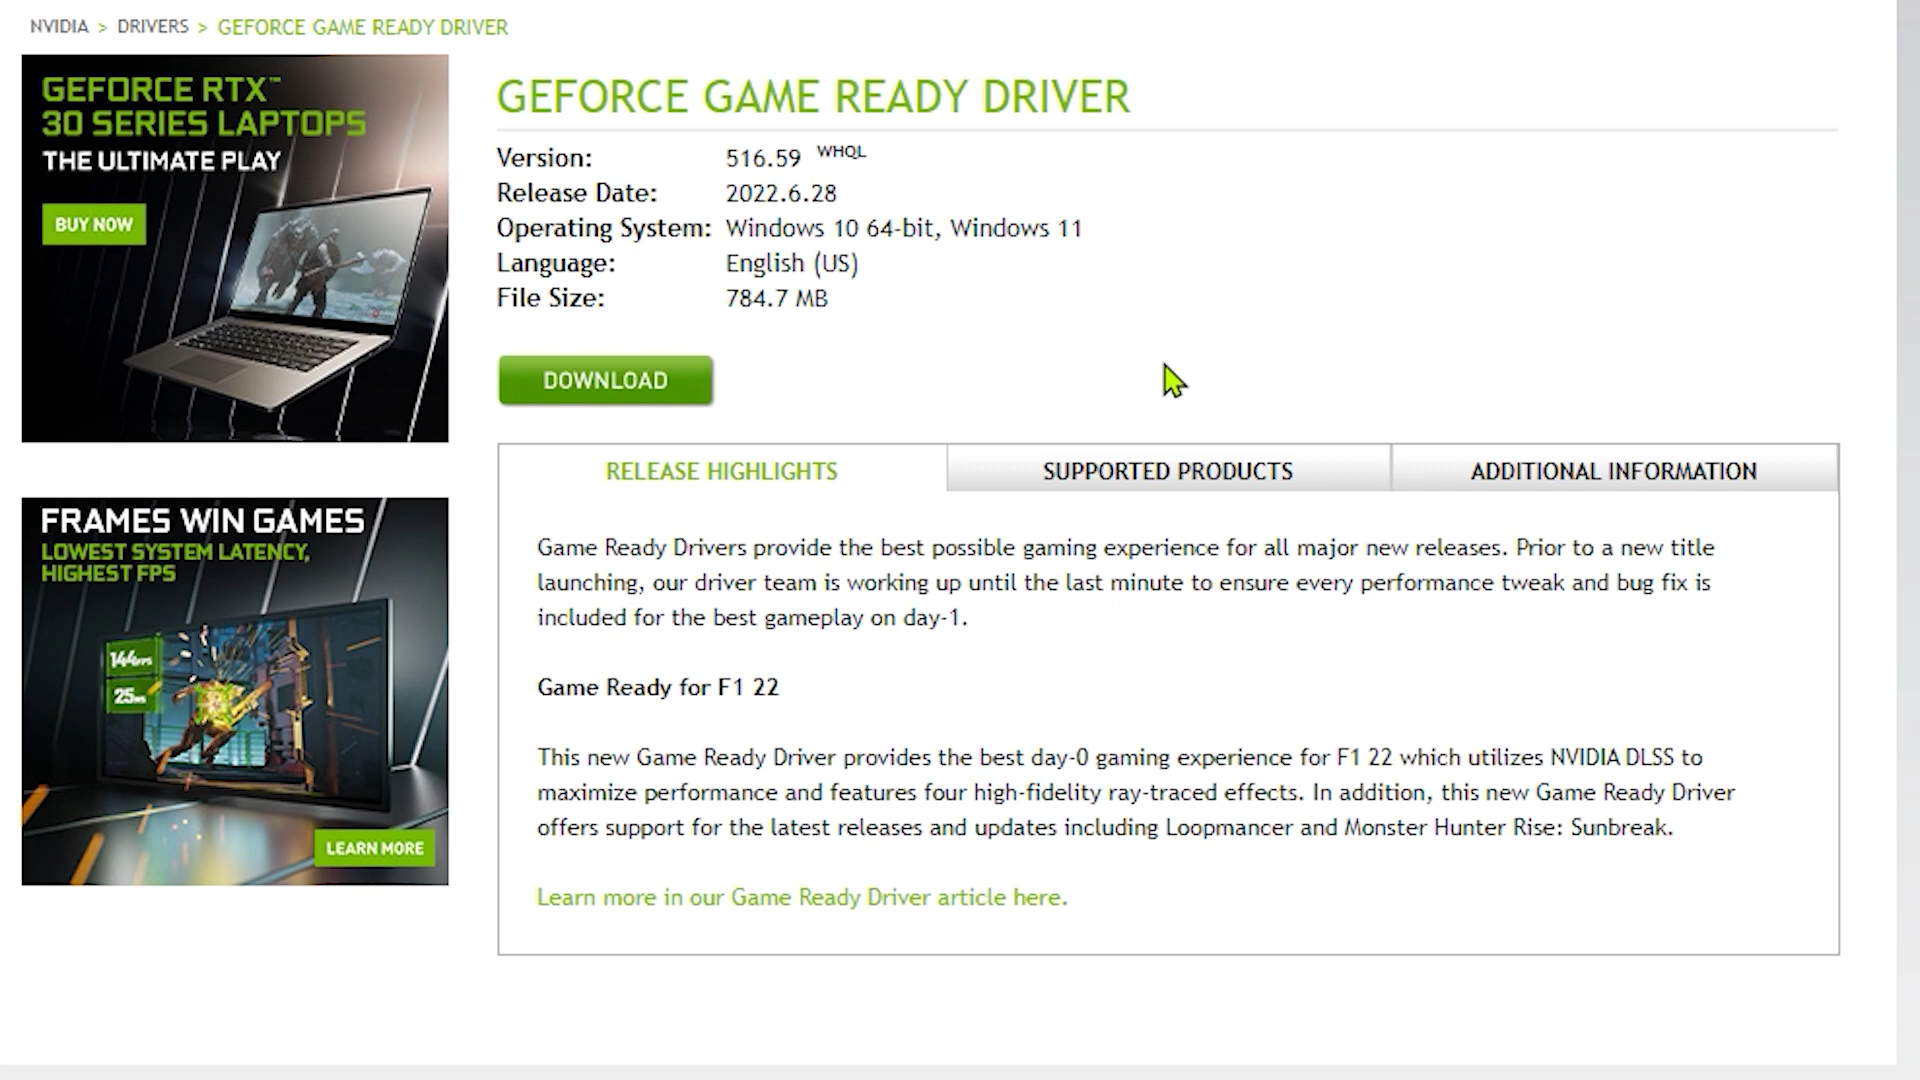 NVIDIA > DRIVERS > GEFORCE GAME READY DRIVER
GEFORCE RTX™
30 SERIES LAPTOPS
THE ULTIMATE PLAY
BUY NOW
FRAMES WIN GAMES
LOWEST SYSTEM LATENCY,
HIGHEST FPS
144FPS
25ms
LEARN MORE
GEFORCE GAME READY DRIVER
Version: 516.59 WHQL
Release Date: 2022.6.28
Operating System: Windows 10 64-bit, Windows 11
Language: English (US)
File Size: 784.7 MB
DOWNLOAD
RELEASE HIGHLIGHTS SUPPORTED PRODUCTS ADDITIONAL INFORMATION
Game Ready Drivers provide the best possible gaming experience for all major new releases. Prior to a new title
launching, our driver team is working up until the last minute to ensure every performance tweak and bug fix is
included for the best gameplay on day-1.
Game Ready for F1 22
This new Game Ready Driver provides the best day-0 gaming experience for F1 22 which utilizes NVIDIA DLSS to
maximize performance and features four high-fidelity ray-traced effects. In addition, this new Game Ready Driver
offers support for the latest releases and updates including Loopmancer and Monster Hunter Rise: Sunbreak.
Learn more in our Game Ready Driver article here.